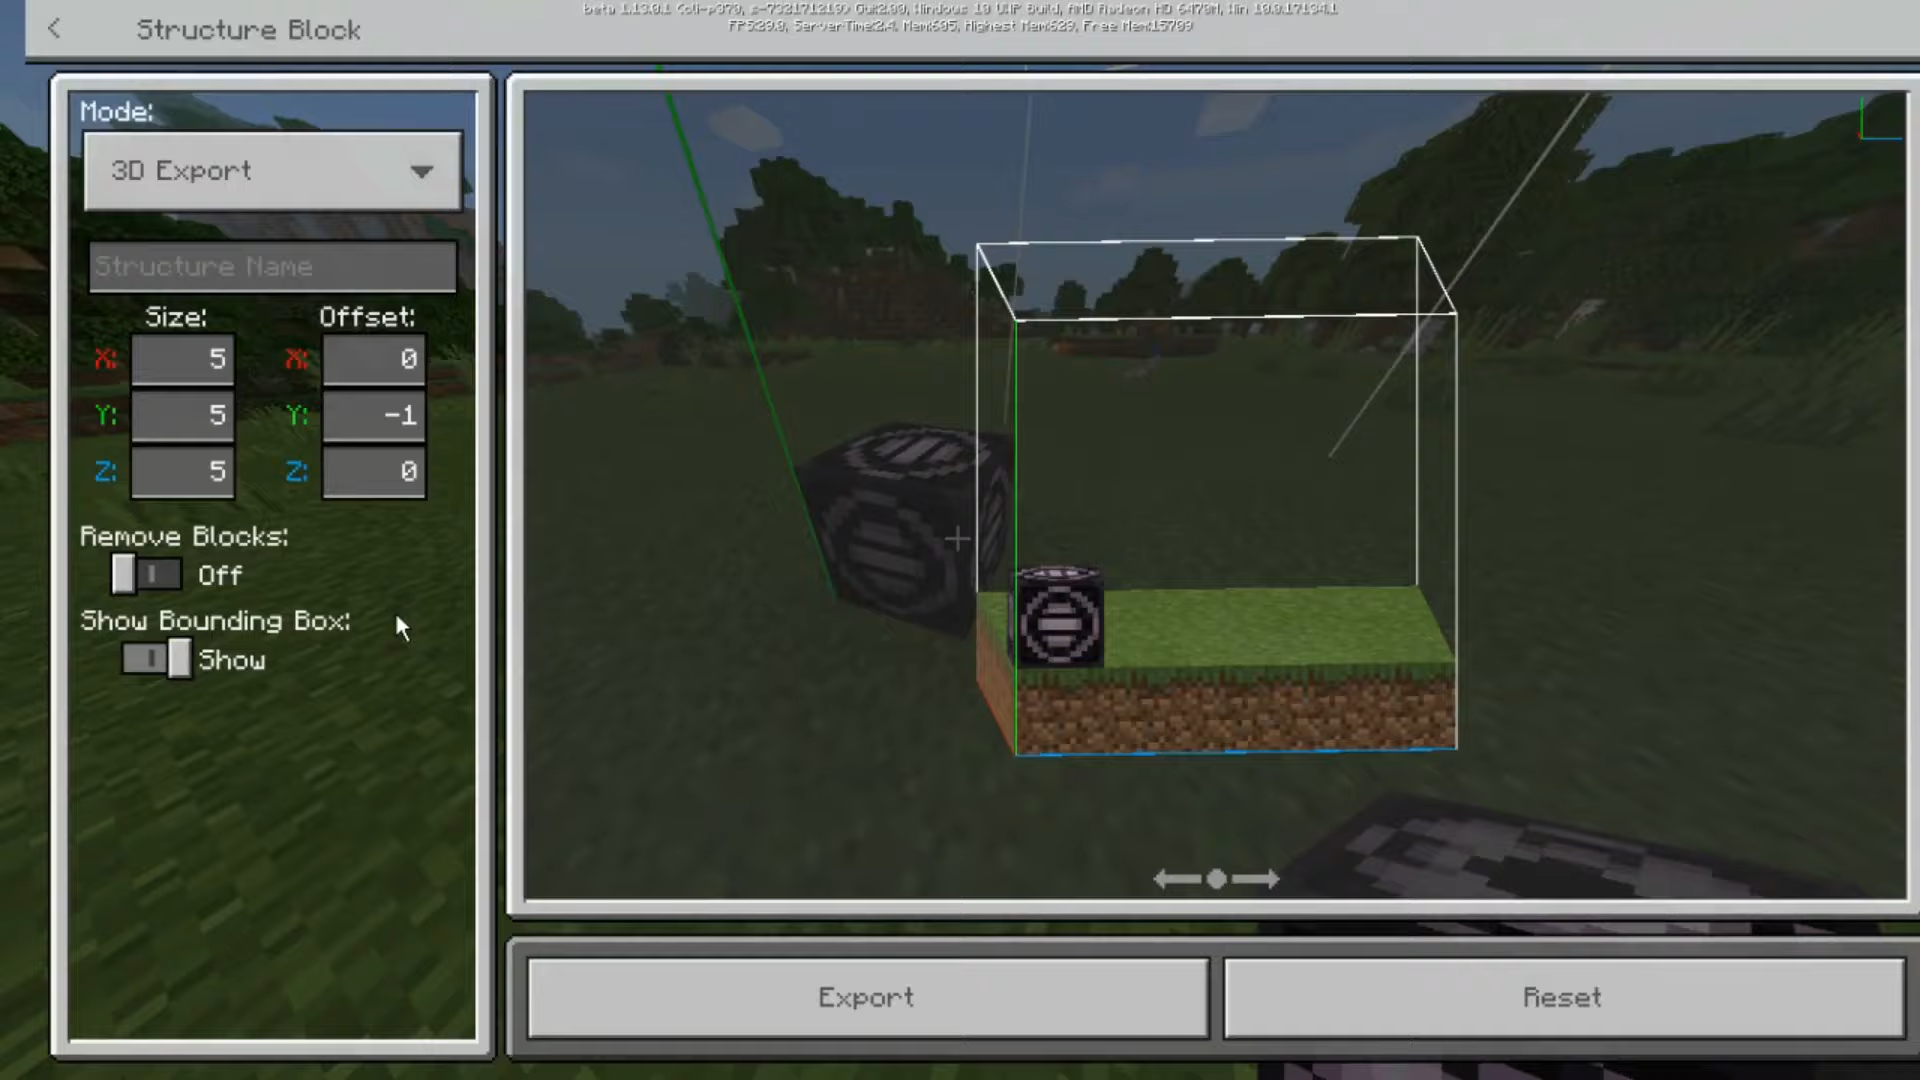 Structure Block
Mode:
3D Export
Structure Name
Size: Offset:
X: 5 X: 0
Y: 5 Y: -1
Z: 5 Z: 0
Remove Blocks:
Off
Show Bounding Box:
Show
Export
Reset